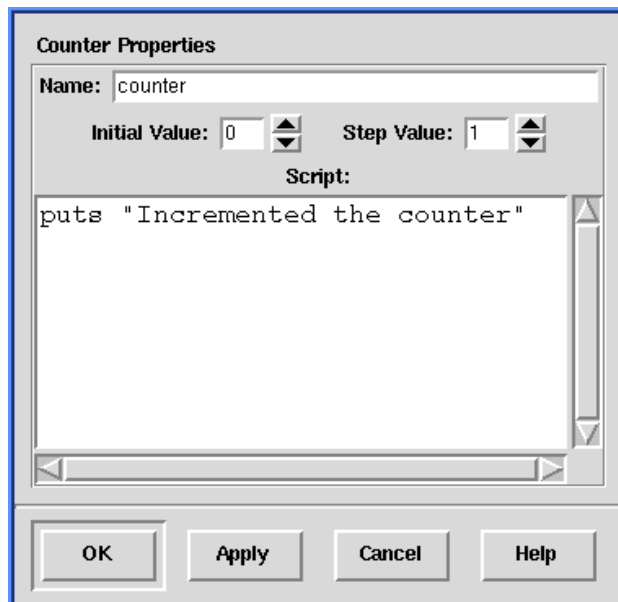 Counter Properties
Name: counter
Initial Value: 0 Step Value: 1
Script:
puts "Incremented the counter"
OK Apply Cancel Help